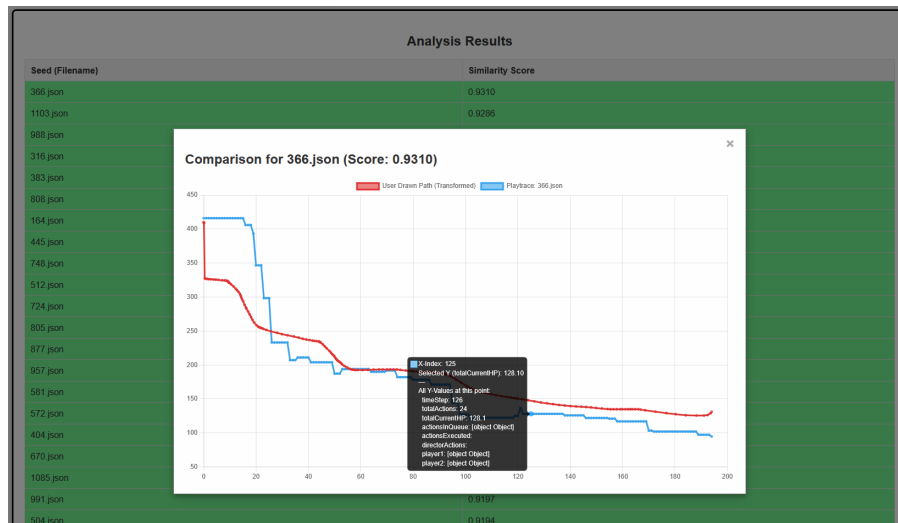 Analysis Results
Seed (Filename) Similarity Score
366.json 0.9310
1103.json 0.9286
988.json
316.json
383.json
808.json
164.json
445.json
748.json
512.json
724.json
805.json
877.json
957.json
581.json
572.json
404.json
670.json
1085.json
991.json 0.9197
504.json 0.9194
×
Comparison for 366.json (Score: 0.9310)
User Drawn Path (Transformed) Playtrace: 366.json
450
400
350
300
250
200
150
100
50
0 20 40 60 80 100 120 140 160 180 200
X-Index: 125
Selected Y (totalCurrentHP): 128.10
---
All Y-Values at this point:
timeStep: 126
totalActions: 24
totalCurrentHP: 128.1
actionsInQueue: [object Object]
actionsExecuted:
directorActions:
player1: [object Object]
player2: [object Object]